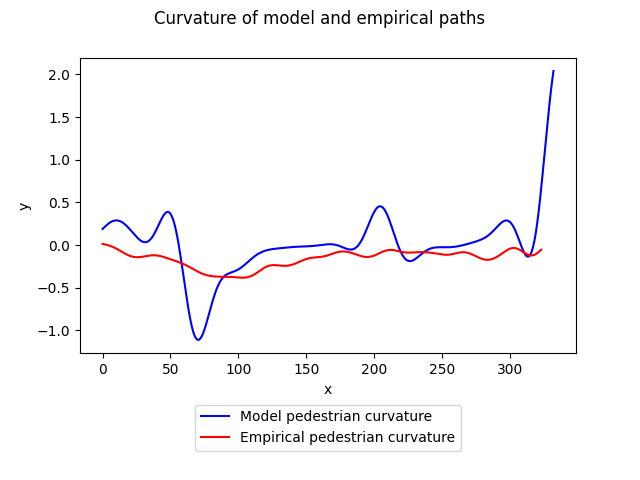 Curvature of model and empirical paths
y
2.0
1.5
1.0
0.5
0.0
−0.5
−1.0
0 50 100 150 200 250 300
x
Model pedestrian curvature
Empirical pedestrian curvature